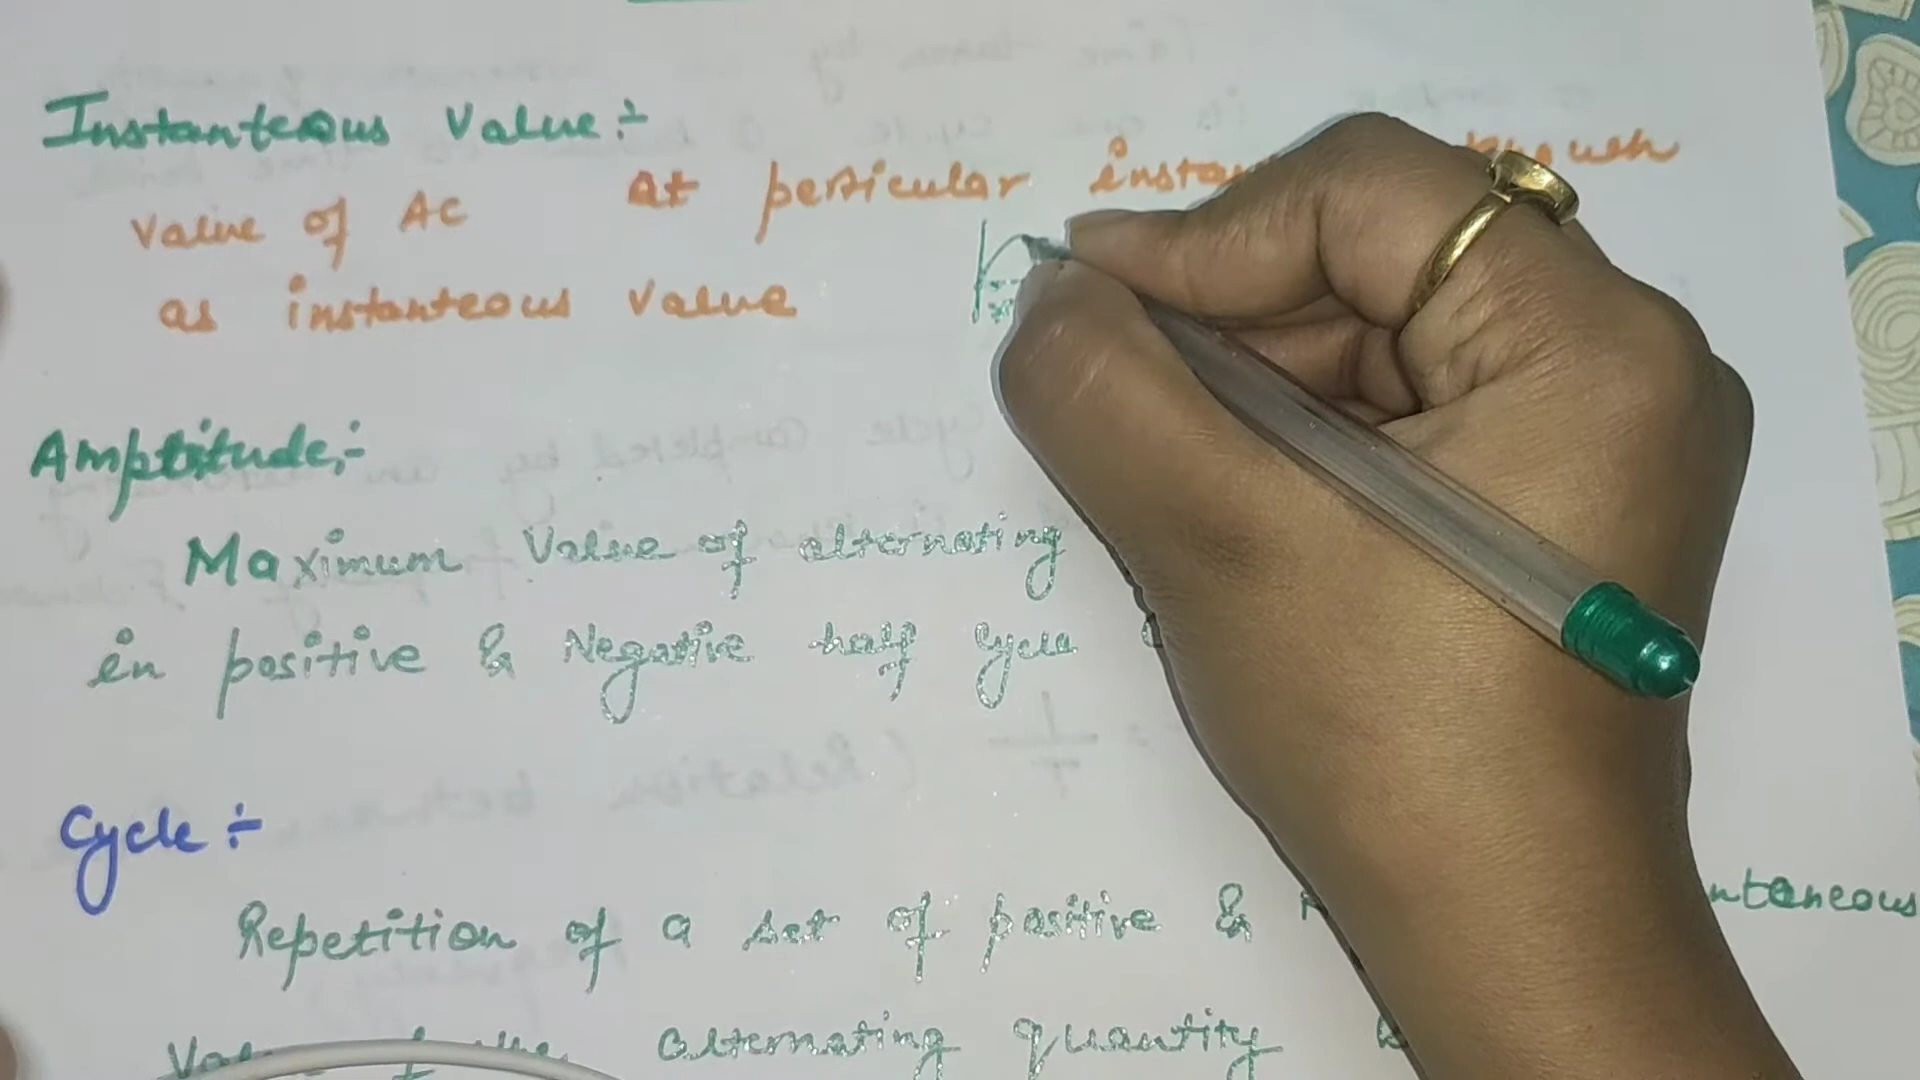 Instanteous Value :-
Value of AC at perticular
as instanteous Value
Amptitude :-
Maximum Value of alternating
in positive & Negative half Cycle
Cycle :-
Repetition of a set of positive & ntaneous
alternating quantity